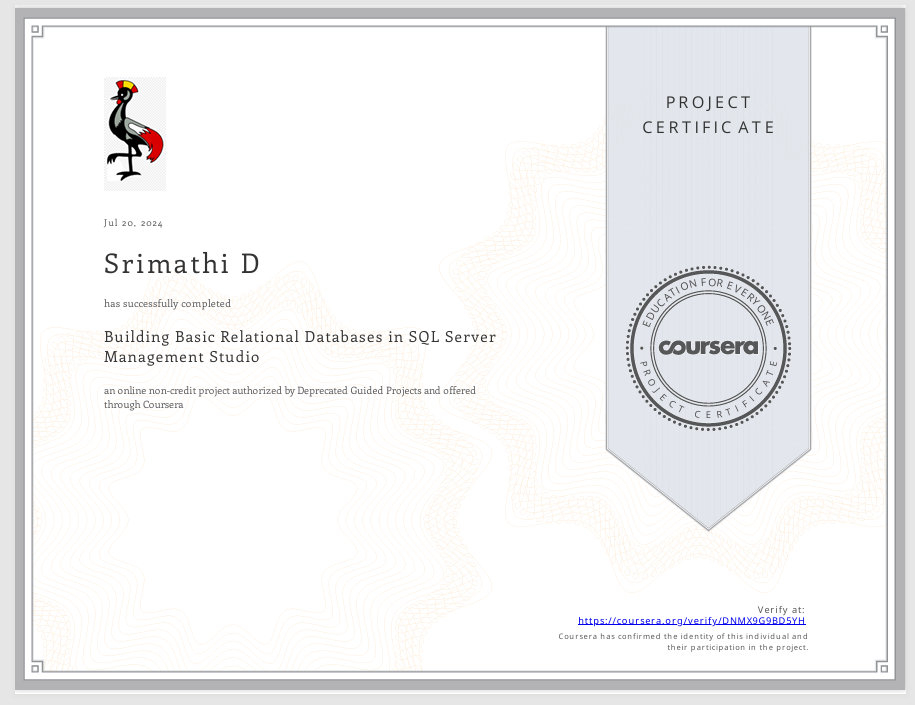 PROJECT
CERTIFICATE
Jul 20, 2024
Srimathi D
has successfully completed
Building Basic Relational Databases in SQL Server
Management Studio
an online non-credit project authorized by Deprecated Guided Projects and offered
through Coursera
EDUCATION FOR EVERYONE
coursera
PROJECT CERTIFICATE
Verify at:
https://coursera.org/verify/DNMX9G9BD5YH
Coursera has confirmed the identity of this individual and
their participation in the project.